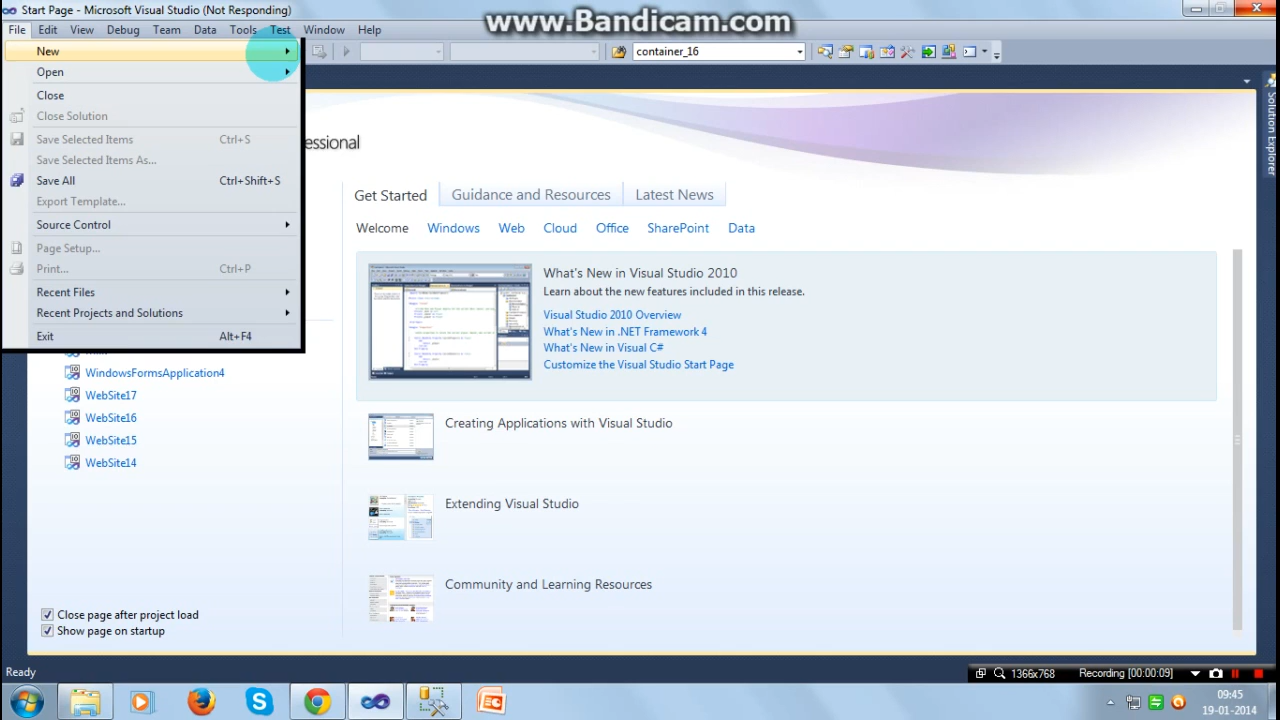 www.Bandicam.com
Start Page - Microsoft Visual Studio (Not Responding)
File Edit View Debug Team Data Tools Test Window Help
New
container_16
Open
Close
Close Solution
Save Selected Items Ctrl+S
Save Selected Items As...
Save All Ctrl+Shift+S
Export Template...
Source Control
Page Setup...
Print... Ctrl+P
Recent Files
Recent Projects and Solutions
Exit Alt+F4
Solution Explorer
essional
Get Started Guidance and Resources Latest News
Welcome Windows Web Cloud Office SharePoint Data
What's New in Visual Studio 2010
Learn about the new features included in this release.
Visual Studio 2010 Overview
What's New in .NET Framework 4
What's New in Visual C#
Customize the Visual Studio Start Page
WindowsFormsApplication4
WebSite17
WebSite16
WebSite15
WebSite14
Creating Applications with Visual Studio
Extending Visual Studio
Community and Learning Resources
Close page after project load
Show page on startup
Ready
1366x768 Recording [00:00:09]
09:45
19-01-2014